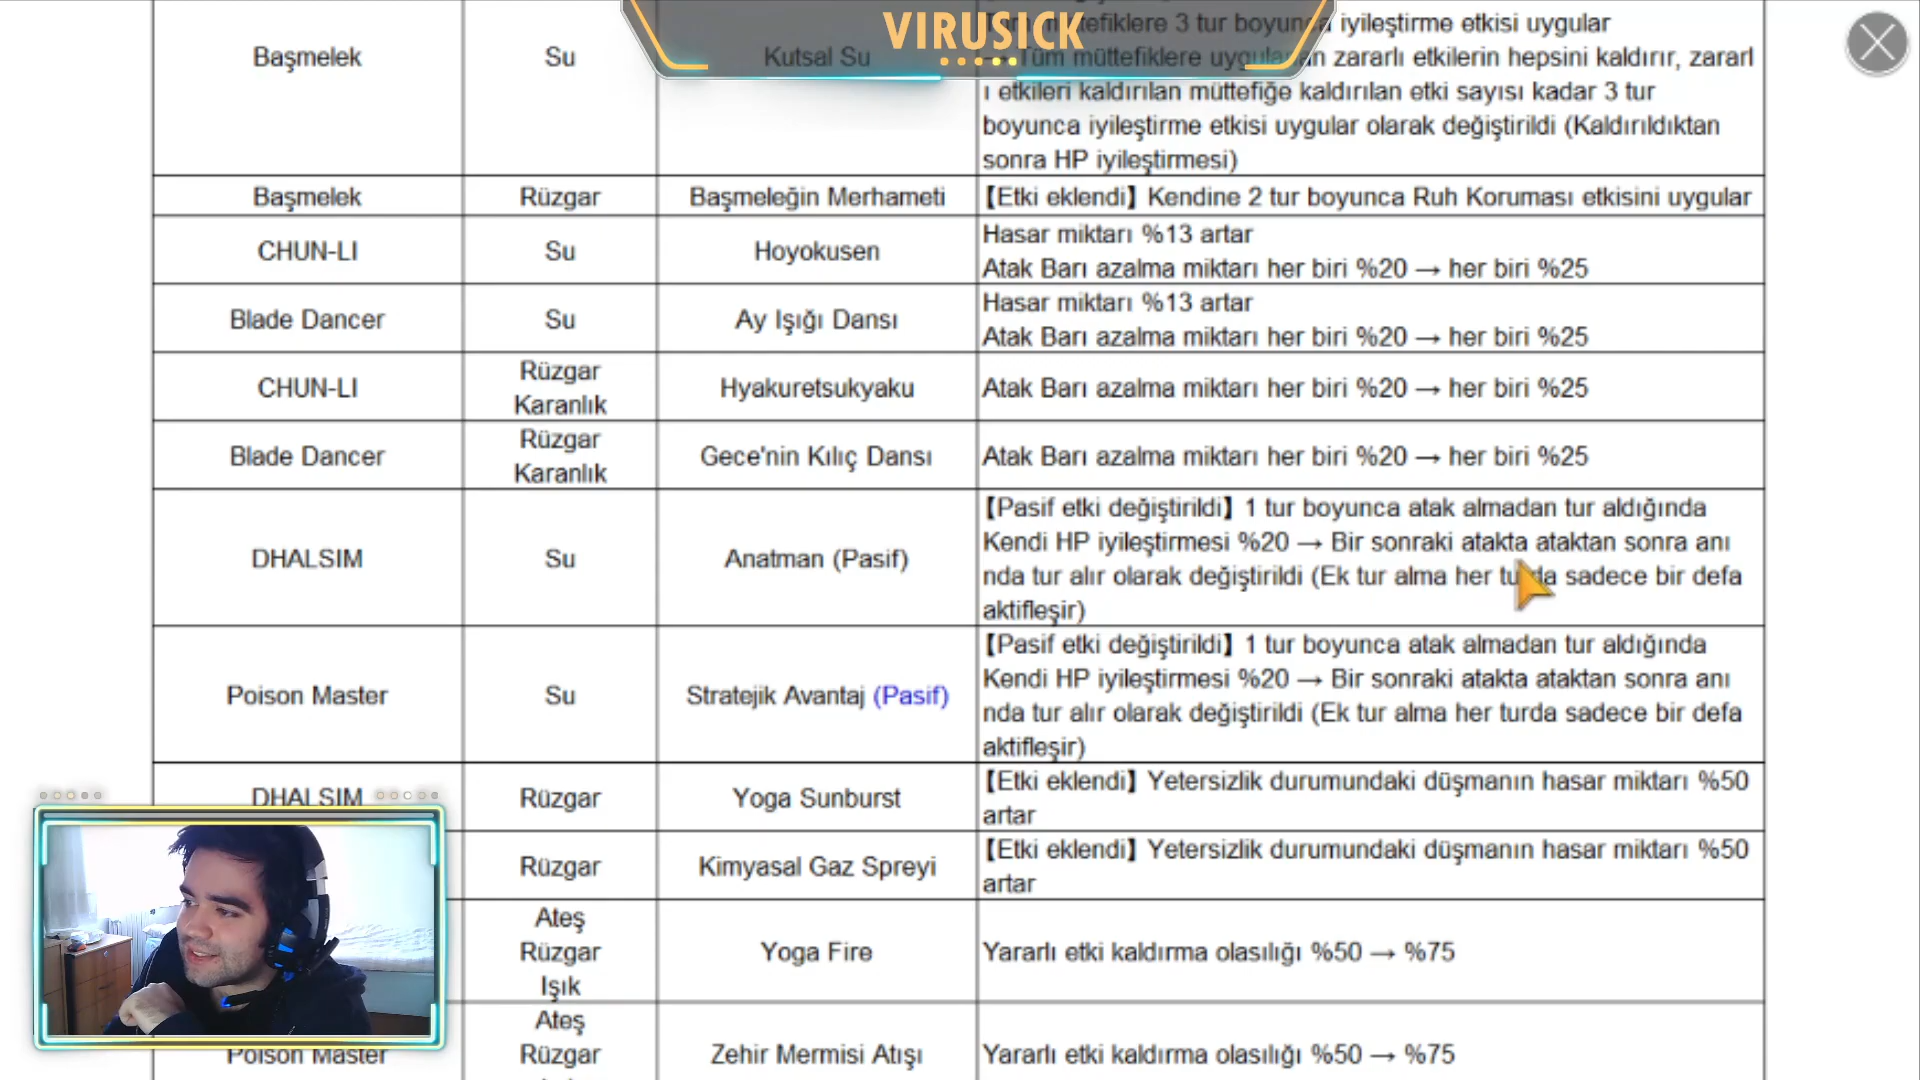 VIRUSICK
Başmelek
Su
Kutsal Su
Tüm müttefiklere 3 tur boyunca iyileştirme etkisi uygular
→ Tüm müttefiklere uygulanan zararlı etkilerin hepsini kaldırır, zararl
ı etkileri kaldırılan müttefiğe kaldırılan etki sayısı kadar 3 tur
boyunca iyileştirme etkisi uygular olarak değiştirildi (Kaldırıldıktan
sonra HP iyileştirmesi)
Başmelek
Rüzgar
Başmeleğin Merhameti
【Etki eklendi】 Kendine 2 tur boyunca Ruh Koruması etkisini uygular
CHUN-LI
Su
Hoyokusen
Hasar miktarı %13 artar
Atak Barı azalma miktarı her biri %20 → her biri %25
Blade Dancer
Su
Ay Işığı Dansı
Hasar miktarı %13 artar
Atak Barı azalma miktarı her biri %20 → her biri %25
CHUN-LI
Rüzgar
Karanlık
Hyakuretsukyaku
Atak Barı azalma miktarı her biri %20 → her biri %25
Blade Dancer
Rüzgar
Karanlık
Gece'nin Kılıç Dansı
Atak Barı azalma miktarı her biri %20 → her biri %25
DHALSIM
Su
Anatman (Pasif)
【Pasif etki değiştirildi】 1 tur boyunca atak almadan tur aldığında
Kendi HP iyileştirmesi %20 → Bir sonraki atakta ataktan sonra anı
nda tur alır olarak değiştirildi (Ek tur alma her turda sadece bir defa
aktifleşir)
Poison Master
Su
Stratejik Avantaj (Pasif)
【Pasif etki değiştirildi】 1 tur boyunca atak almadan tur aldığında
Kendi HP iyileştirmesi %20 → Bir sonraki atakta ataktan sonra anı
nda tur alır olarak değiştirildi (Ek tur alma her turda sadece bir defa
aktifleşir)
DHALSIM
Rüzgar
Yoga Sunburst
【Etki eklendi】 Yetersizlik durumundaki düşmanın hasar miktarı %50
artar
Rüzgar
Kimyasal Gaz Spreyi
【Etki eklendi】 Yetersizlik durumundaki düşmanın hasar miktarı %50
artar
Ateş
Rüzgar
Işık
Yoga Fire
Yararlı etki kaldırma olasılığı %50 → %75
Poison Master
Ateş
Rüzgar
Zehir Mermisi Atışı
Yararlı etki kaldırma olasılığı %50 → %75